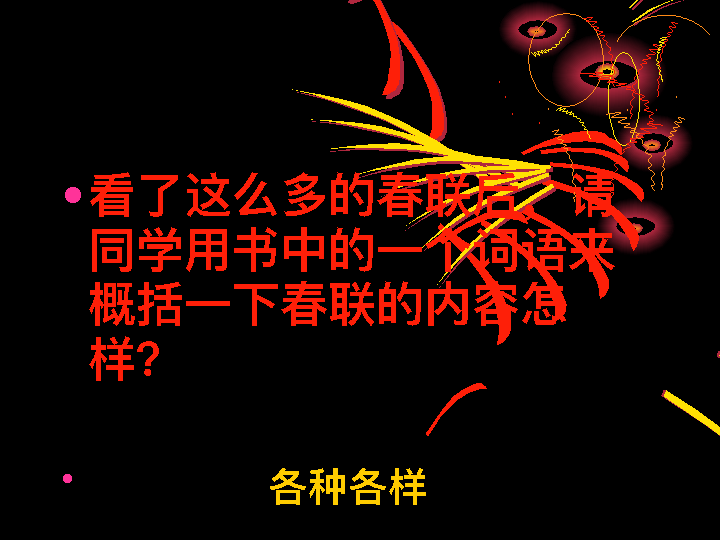 看了这么多的春联后，请
同学用书中的一个词语来
概括一下春联的内容怎
样？
各种各样